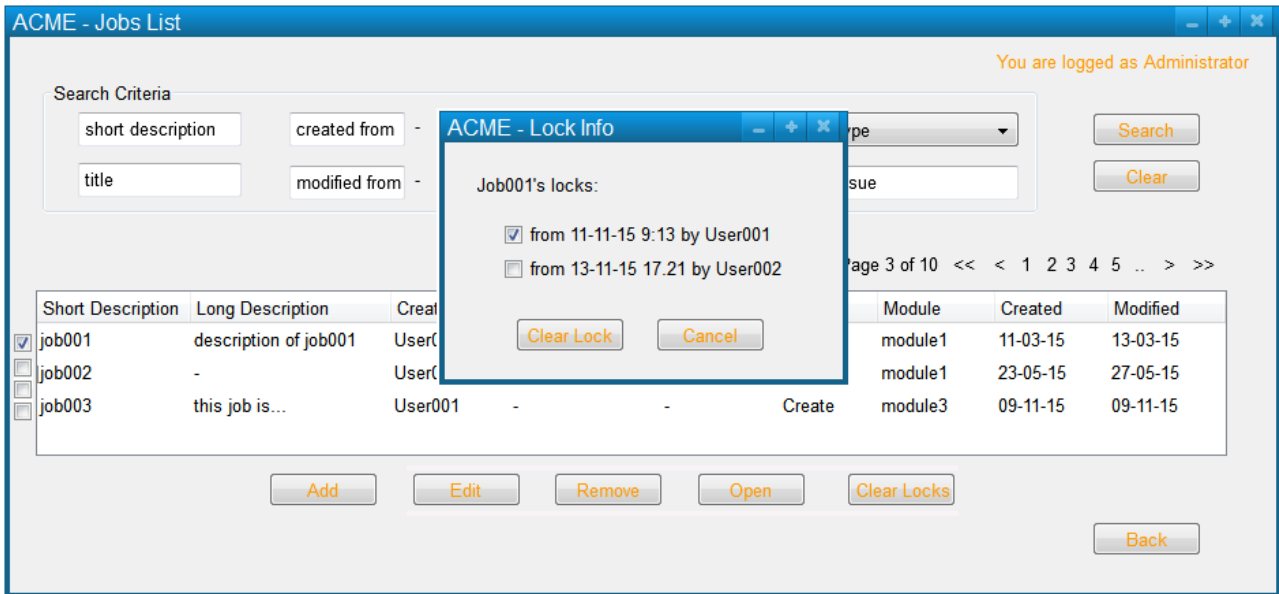 ACME - Jobs List
You are logged as Administrator
Search Criteria
short description created from - Search
title modified from - Clear
ACME - Lock Info
Job001's locks:
from 11-11-15 9:13 by User001
from 13-11-15 17.21 by User002
Clear Lock Cancel
Page 3 of 10 << < 1 2 3 4 5 .. > >>
Short Description Long Description Module Created Modified
job001 description of job001 module1 11-03-15 13-03-15
job002 - module1 23-05-15 27-05-15
job003 this job is... User001 - - Create module3 09-11-15 09-11-15
Add Edit Remove Open Clear Locks
Back